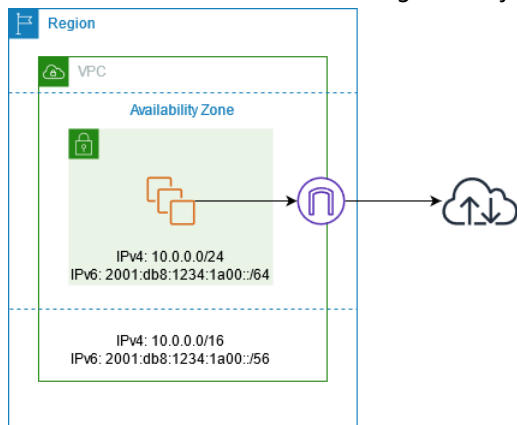 Region
VPC
Availability Zone
IPv4: 10.0.0.0/24
IPv6: 2001:db8:1234:1a00::/64
IPv4: 10.0.0.0/16
IPv6: 2001:db8:1234:1a00::/56